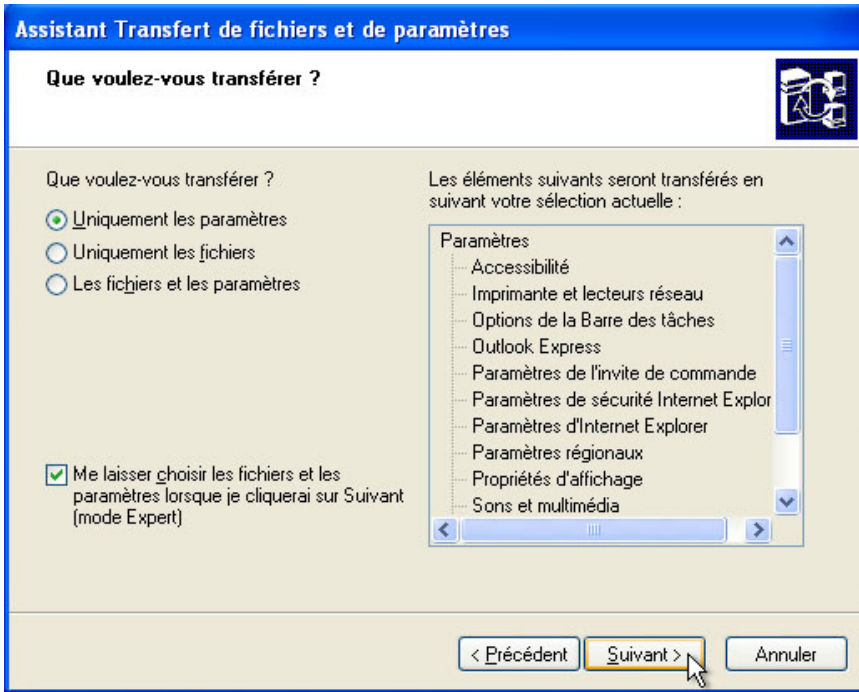 Assistant Transfert de fichiers et de paramètres
Que voulez-vous transférer ?
Que voulez-vous transférer ?
Uniquement les paramètres
Uniquement les fichiers
Les fichiers et les paramètres
Me laisser choisir les fichiers et les
paramètres lorsque je cliquerai sur Suivant
(mode Expert)
Les éléments suivants seront transférés en
suivant votre sélection actuelle :
Paramètres
Accessibilité
Imprimante et lecteurs réseau
Options de la Barre des tâches
Outlook Express
Paramètres de l'invite de commande
Paramètres de sécurité Internet Explor
Paramètres d'Internet Explorer
Paramètres régionaux
Propriétés d'affichage
Sons et multimédia
< Précédent
Suivant >
Annuler